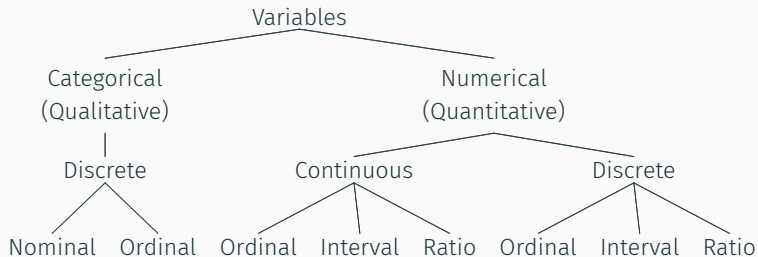 Variables
Categorical
(Qualitative)
Numerical
(Quantitative)
Discrete
Continuous
Discrete
Nominal
Ordinal
Ordinal
Interval
Ratio
Ordinal
Interval
Ratio